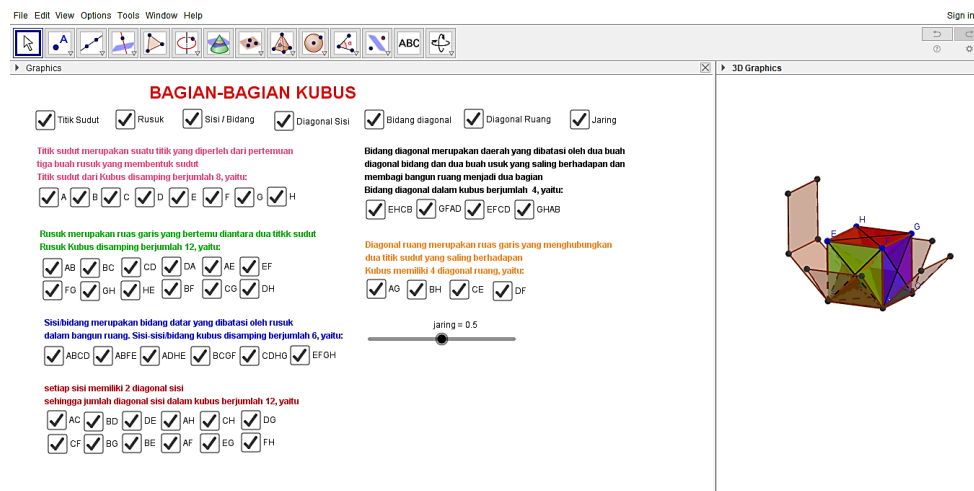 File Edit View Options Tools Window Help
Sign in
ABC
Graphics
3D Graphics
BAGIAN-BAGIAN KUBUS
Titik Sudut Rusuk Sisi / Bidang Diagonal Sisi Bidang diagonal Diagonal Ruang Jaring
Titik sudut merupakan suatu titik yang diperleh dari pertemuan
tiga buah rusuk yang membentuk sudut
Titik sudut dari Kubus disamping berjumlah 8, yaitu:
A B C D E F G H
Rusuk merupakan ruas garis yang bertemu diantara dua titkk sudut
Rusuk Kubus disamping berjumlah 12, yaitu:
AB BC CD DA AE EF
FG GH HE BF CG DH
Sisi/bidang merupakan bidang datar yang dibatasi oleh rusuk
dalam bangun ruang. Sisi-sisi/bidang kubus disamping berjumlah 6, yaitu:
ABCD ABFE ADHE BCGF CDHG EFGH
setiap sisi memiliki 2 diagonal sisi
sehingga jumlah diagonal sisi dalam kubus berjumlah 12, yaitu
AC BD DE AH CH DG
CF BG BE AF EG FH
Bidang diagonal merupakan daerah yang dibatasi oleh dua buah
diagonal bidang dan dua buah usuk yang saling berhadapan dan
membagi bangun ruang menjadi dua bagian
Bidang diagonal dalam kubus berjumlah 4, yaitu:
EHCB GFAD EFCD GHAB
Diagonal ruang merupakan ruas garis yang menghubungkan
dua titik sudut yang saling berhadapan
Kubus memiliki 4 diagonal ruang, yaitu:
AG BH CE DF
jaring = 0.5
H
G
E